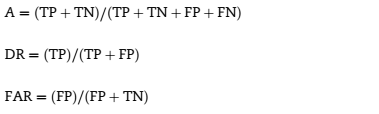 A = (TP + TN)/(TP + TN + FP + FN)
DR = (TP)/(TP + FP)
FAR = (FP)/(FP + TN)